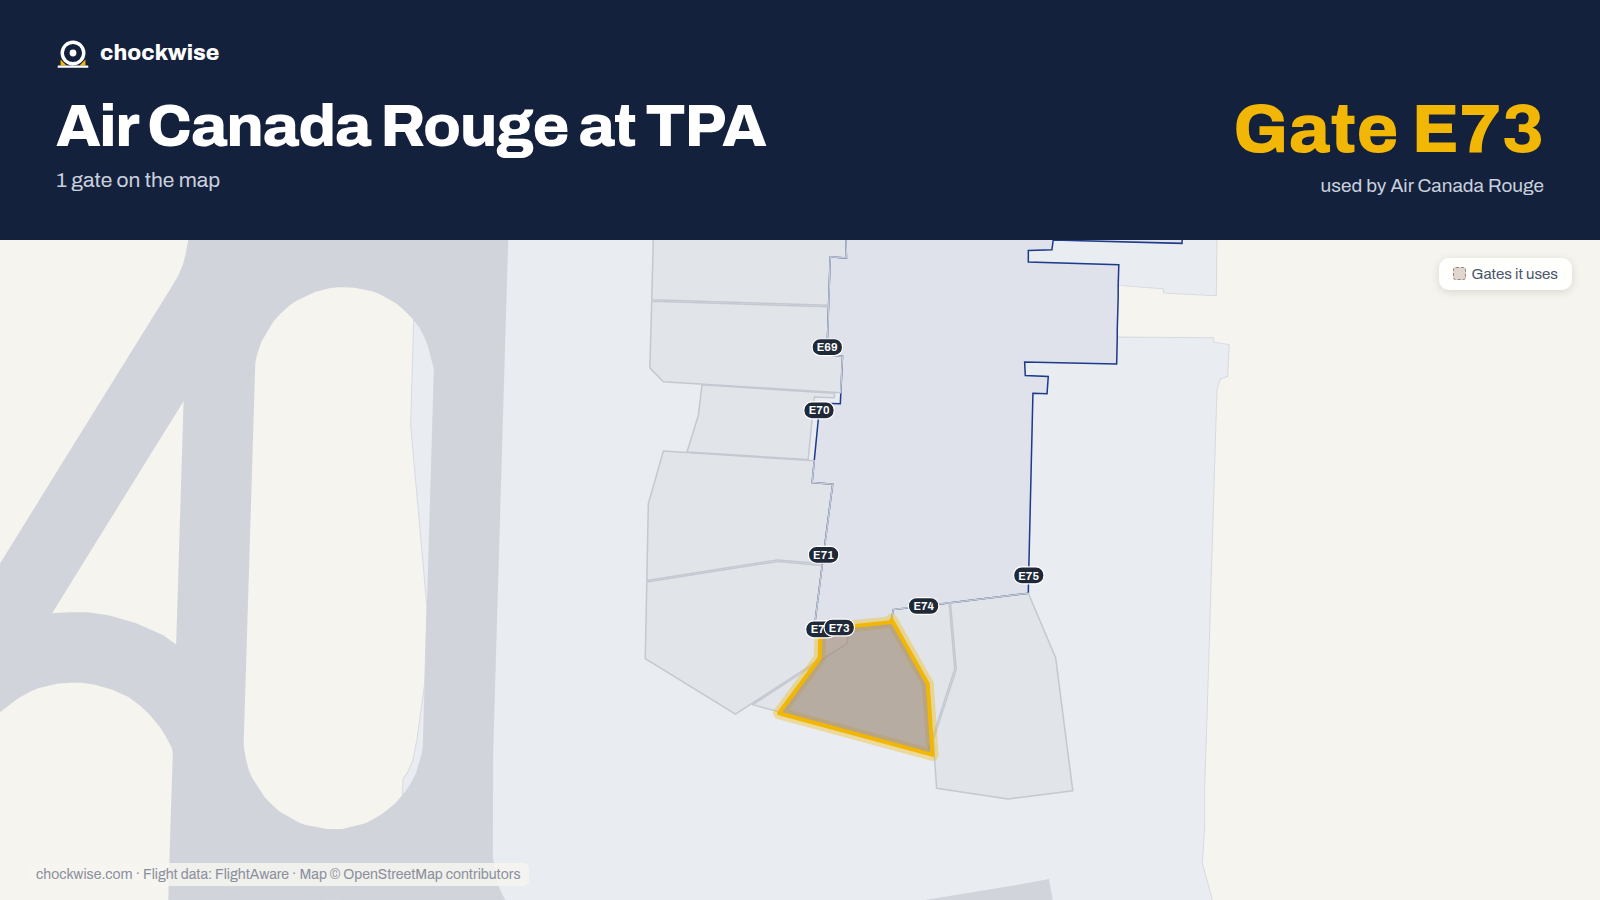 chockwise
Air Canada Rouge at TPA
1 gate on the map
Gate E73
used by Air Canada Rouge
Gates it uses
E69
E70
E71
E75
E74
E73
chockwise.com · Flight data: FlightAware · Map © OpenStreetMap contributors